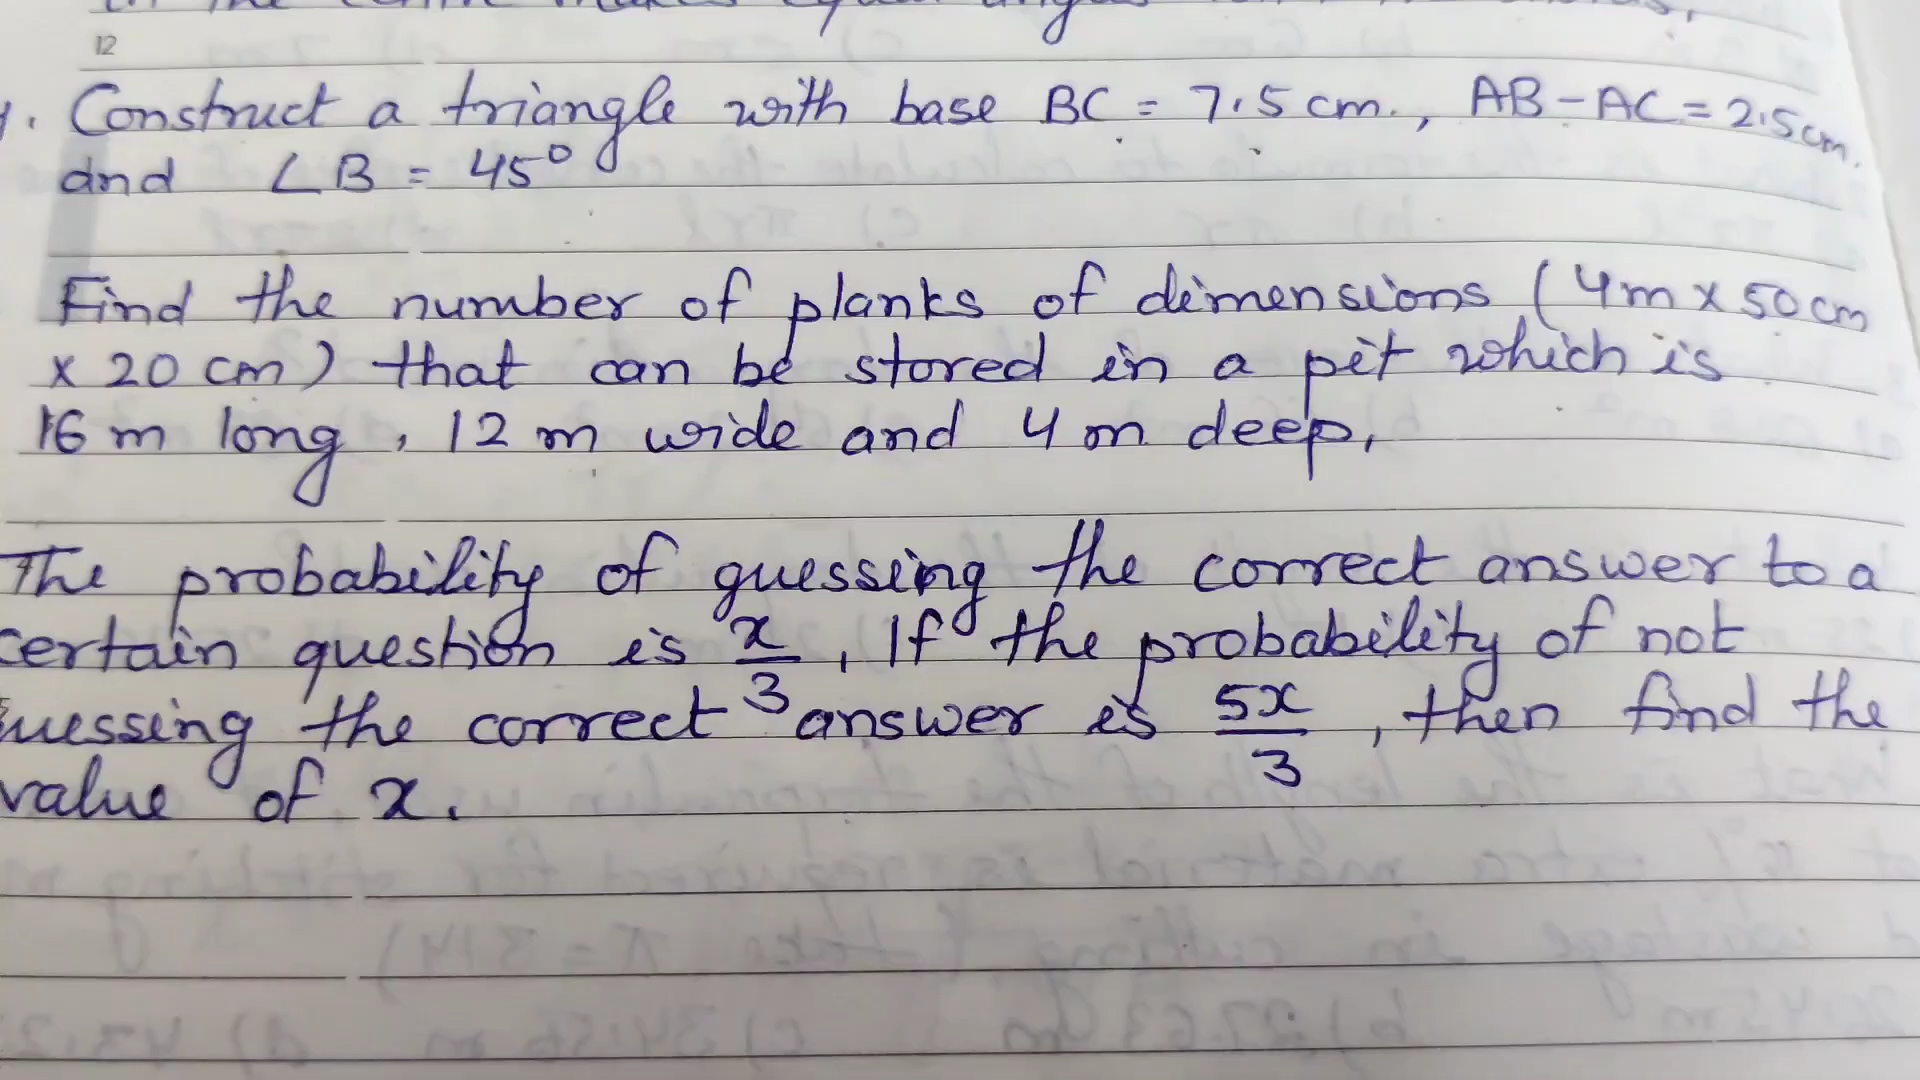 12
. Construct a triangle with base BC = 7.5 cm., AB - AC = 2.5 cm.
and ∠B = 45°
Find the number of planks of dimensions (4m x 50 cm
x 20 cm) that can be stored in a pit which is
16 m long, 12 m wide and 4 m deep.
The probability of guessing the correct answer to a
certain question is x/3, If the probability of not
guessing the correct answer is 5x/3, then find the
value of x.